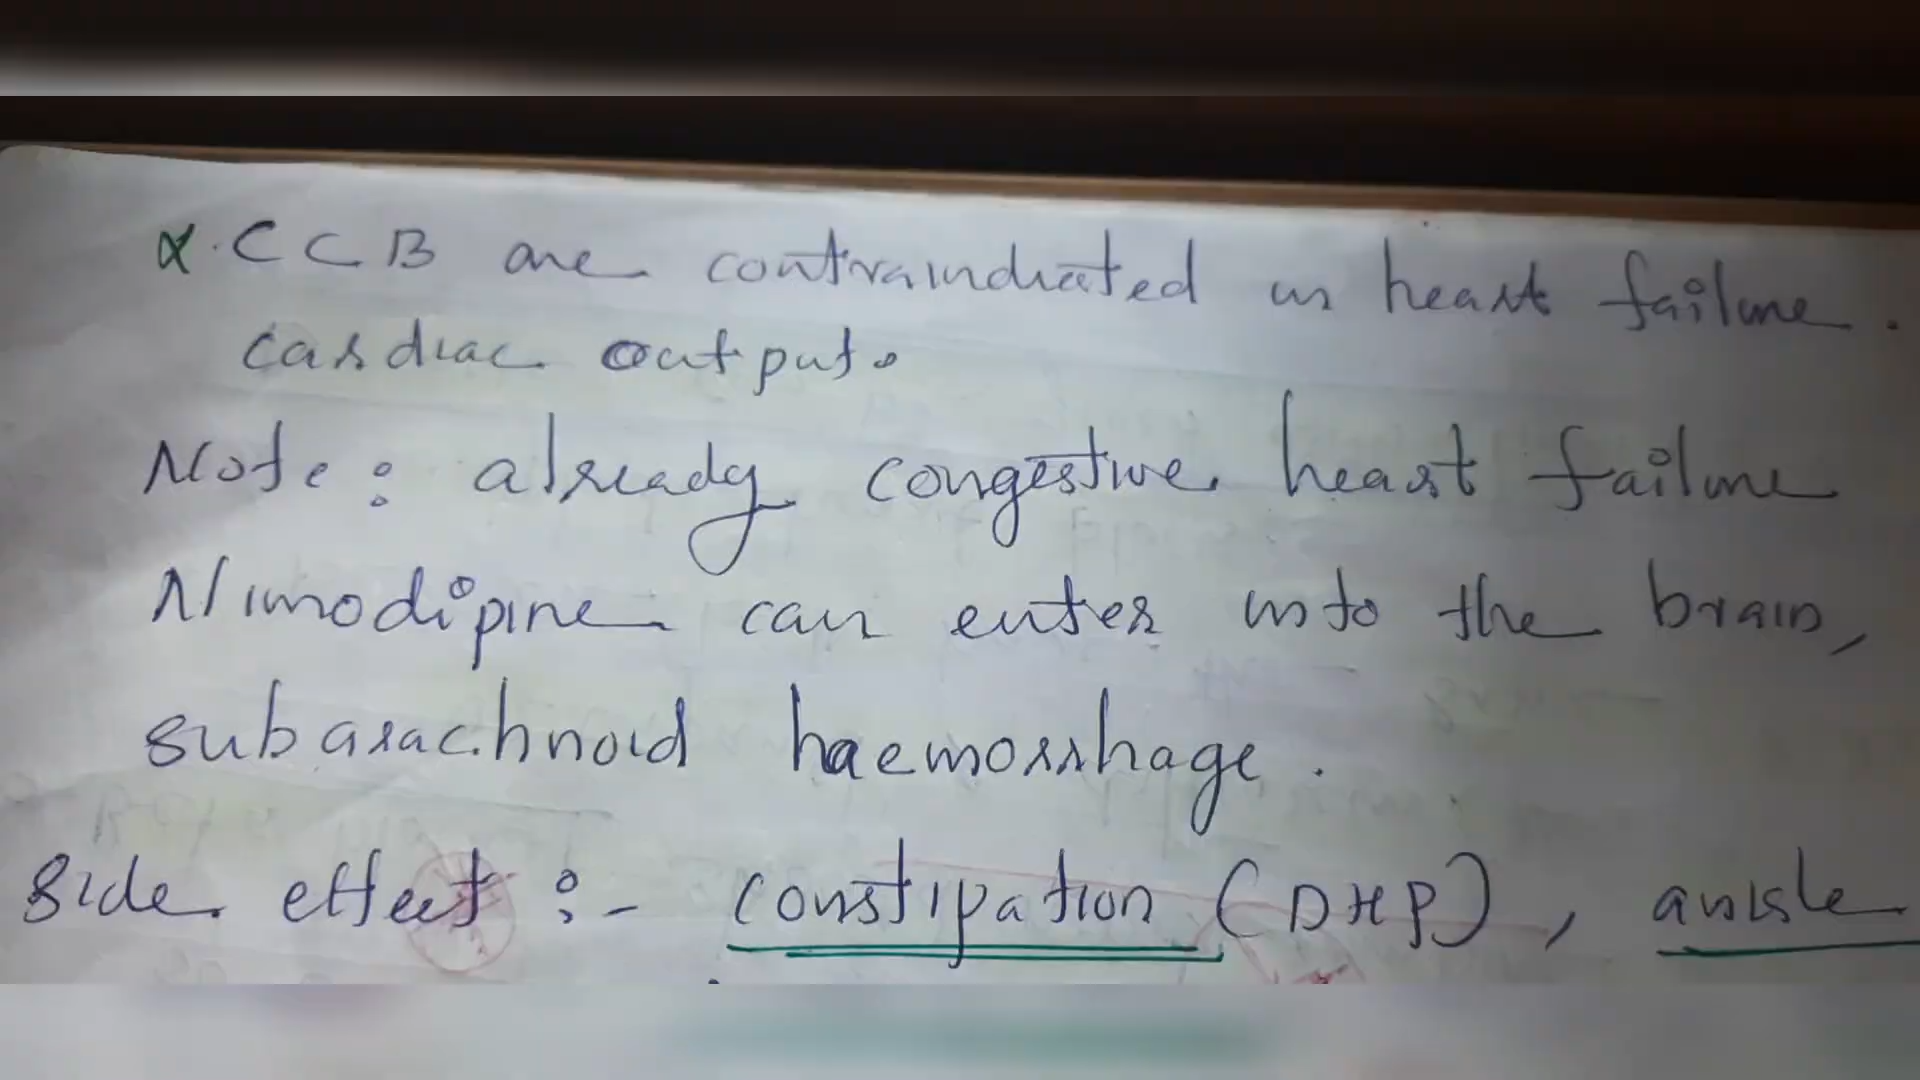 * CCB are contraindicated in heart failure.
cardiac output.
Note: already congestive heart failure
Nimodipine can enter into the brain,
subarachnoid haemorrhage.
Side effect :- constipation (DHP), ankle